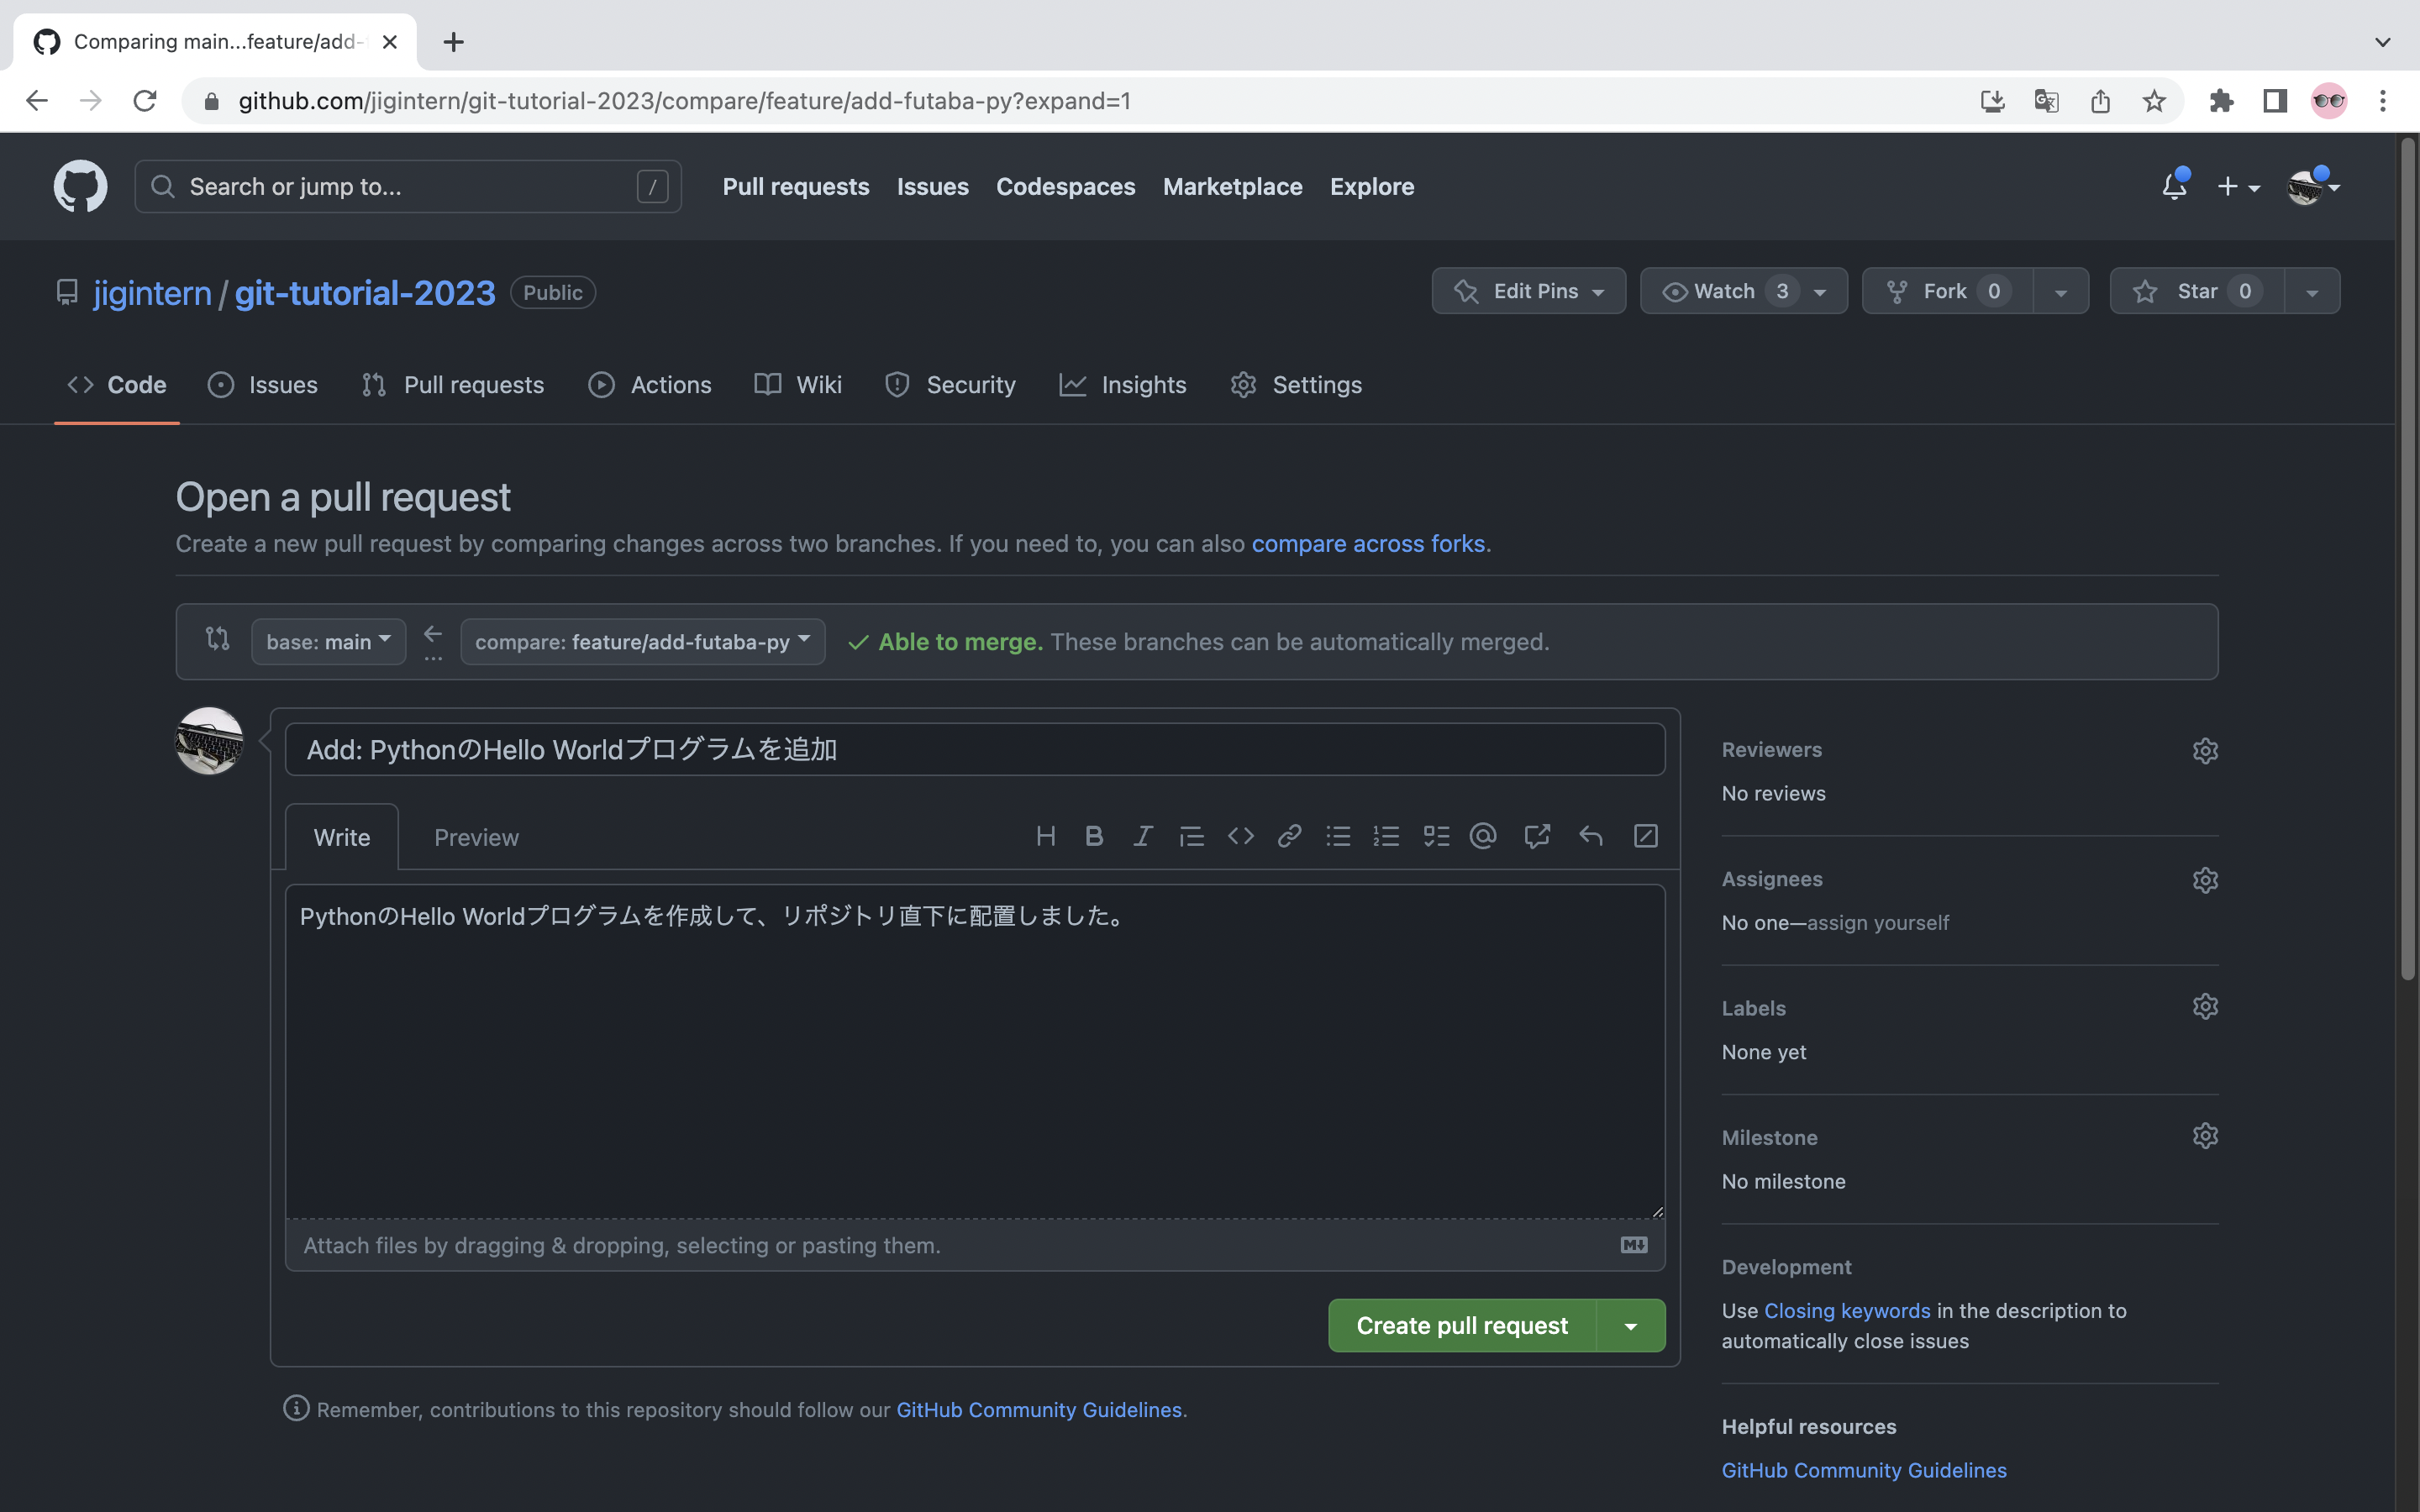 Comparing main...feature/add-
github.com/jigintern/git-tutorial-2023/compare/feature/add-futaba-py?expand=1
Search or jump to... /
Pull requests Issues Codespaces Marketplace Explore
jigintern / git-tutorial-2023 Public
Edit Pins Watch 3 Fork 0 Star 0
Code Issues Pull requests Actions Wiki Security Insights Settings
Open a pull request
Create a new pull request by comparing changes across two branches. If you need to, you can also compare across forks.
base: main ... compare: feature/add-futaba-py Able to merge. These branches can be automatically merged.
Add: PythonのHello Worldプログラムを追加
Write Preview
PythonのHello Worldプログラムを作成して、リポジトリ直下に配置しました。
Attach files by dragging & dropping, selecting or pasting them.
Create pull request
Remember, contributions to this repository should follow our GitHub Community Guidelines.
Reviewers
No reviews
Assignees
No one—assign yourself
Labels
None yet
Milestone
No milestone
Development
Use Closing keywords in the description to
automatically close issues
Helpful resources
GitHub Community Guidelines